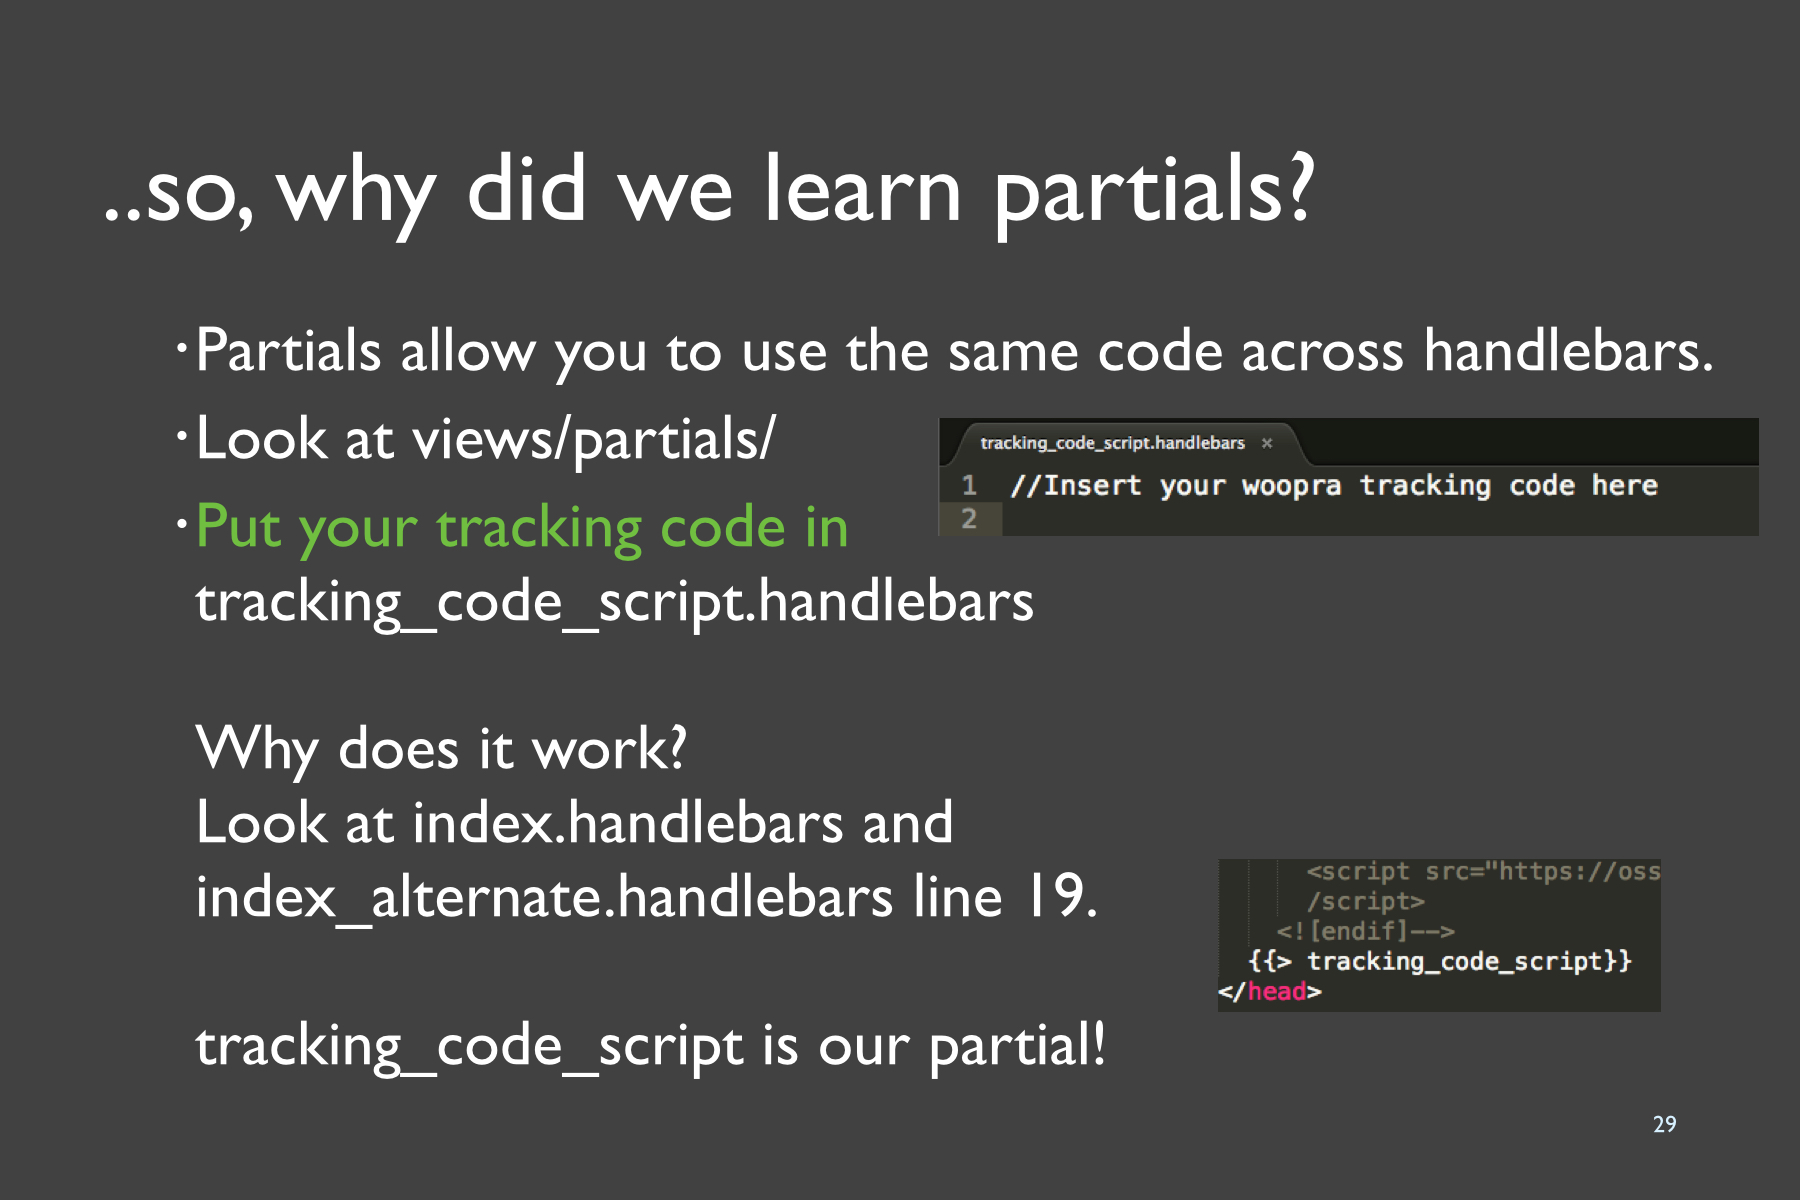 ..so, why did we learn partials?
·Partials allow you to use the same code across handlebars.
·Look at views/partials/
·Put your tracking code in
tracking_code_script.handlebars
tracking_code_script.handlebars ×
1 //Insert your woopra tracking code here
2
Why does it work?
Look at index.handlebars and
index_alternate.handlebars line 19.
<script src="https://oss
/script>
<![endif]-->
{{> tracking_code_script}}
</head>
tracking_code_script is our partial!
29